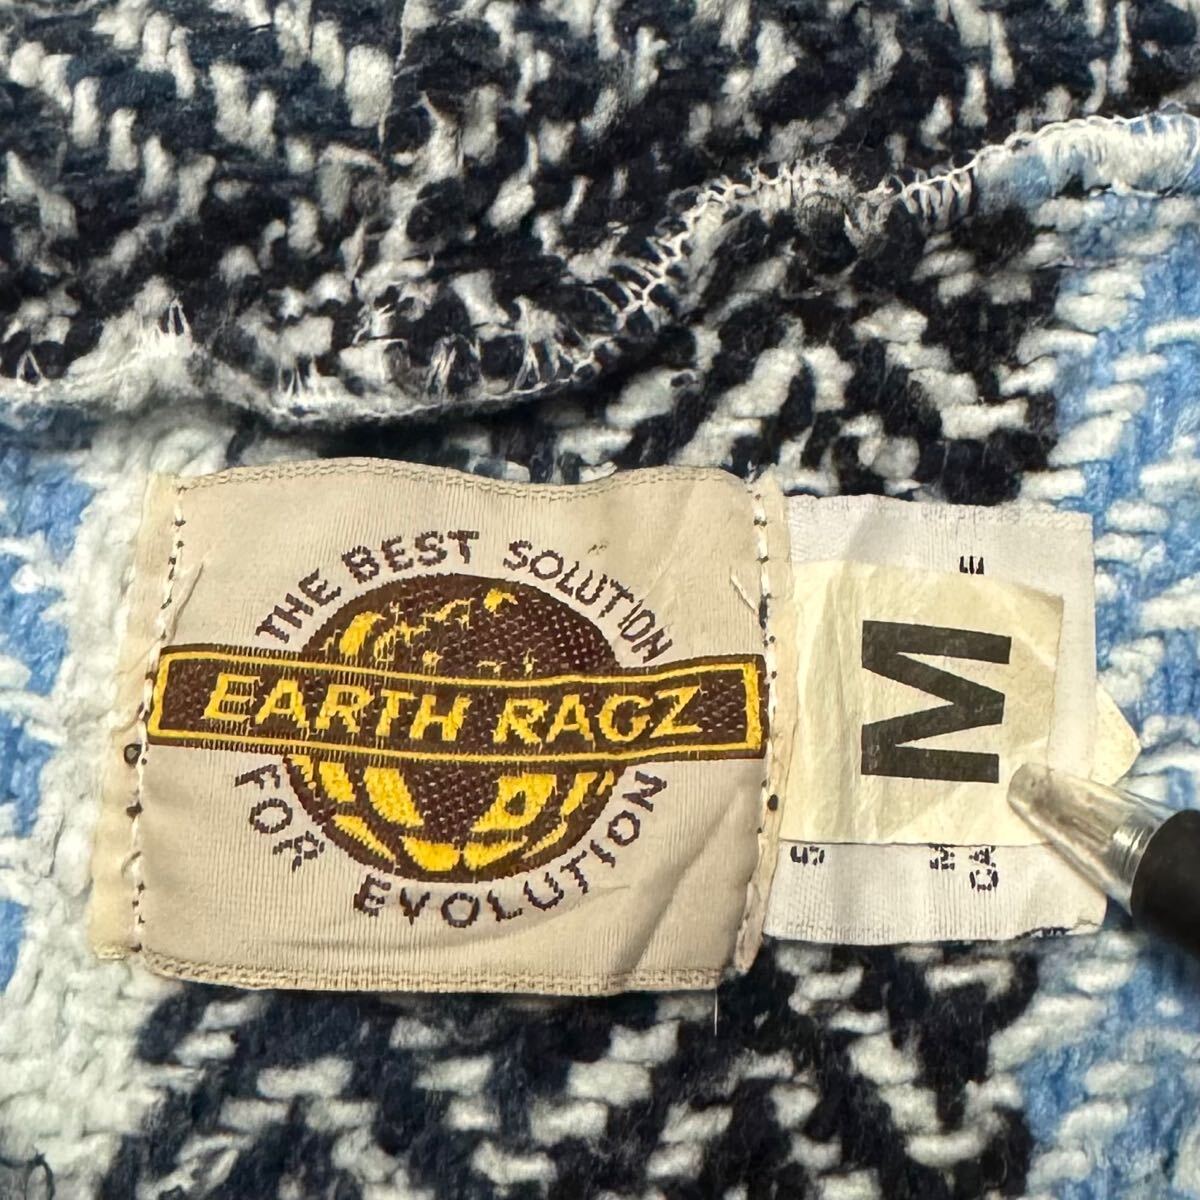 THE BEST SOLUTION
EARTH RAGZ
FOR EVOLUTION
M